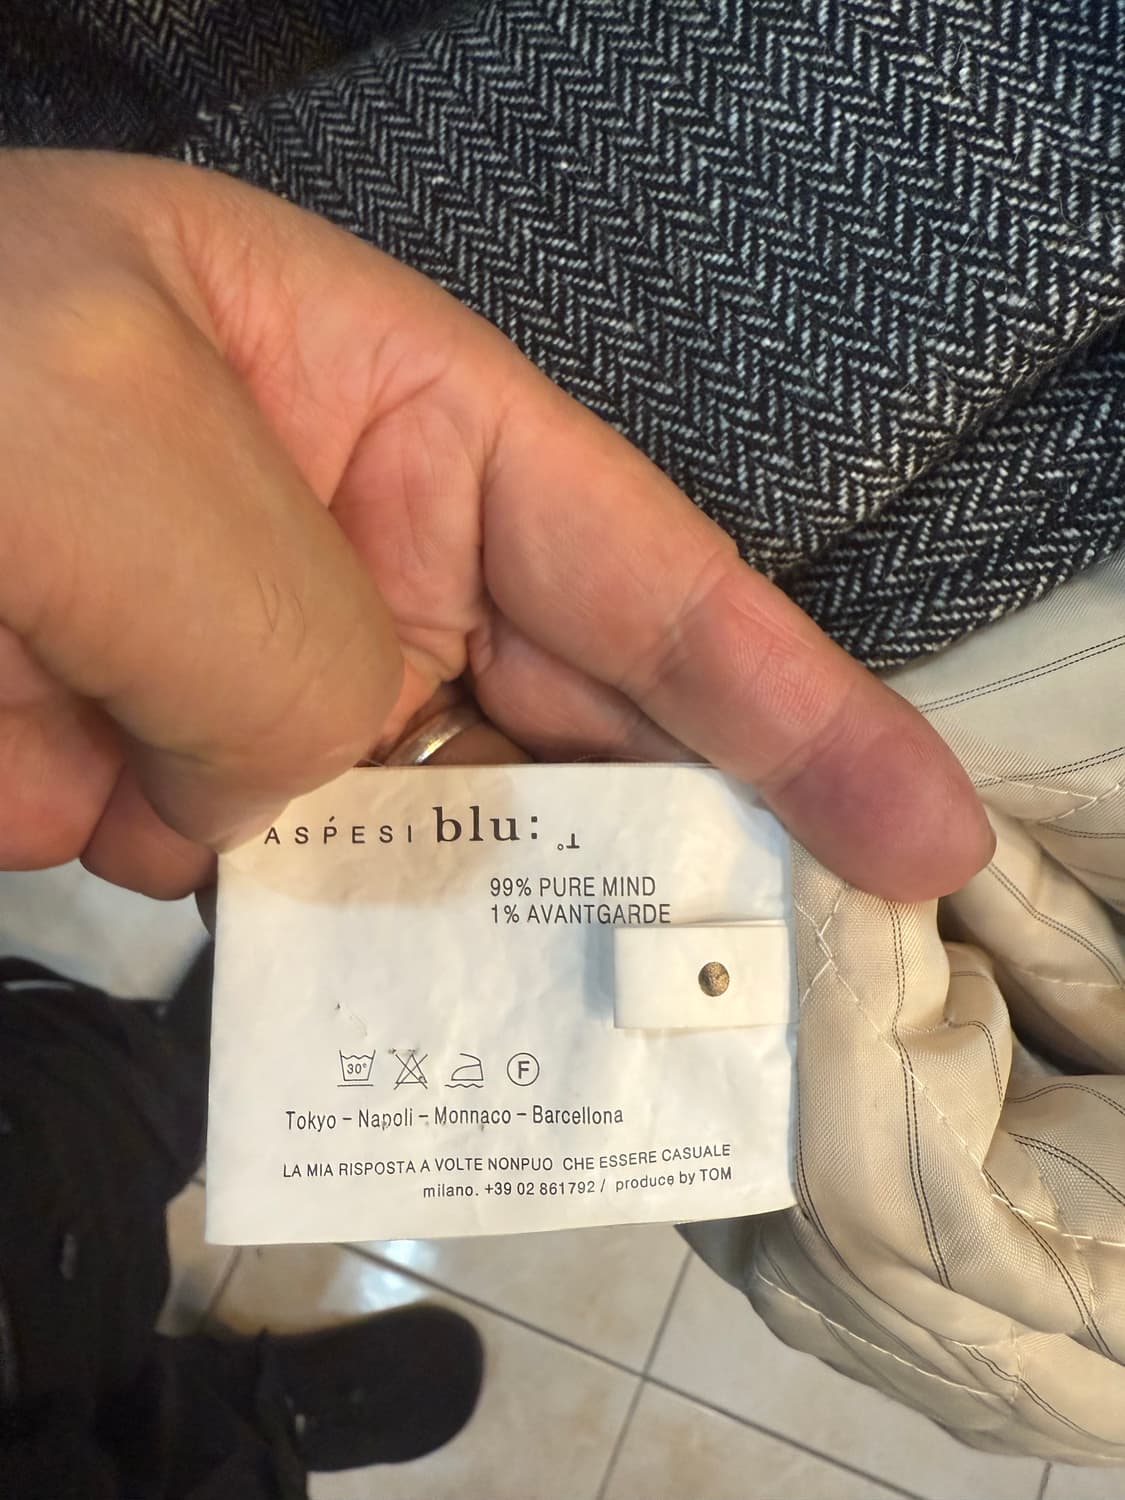 ASṔESI blu:
99% PURE MIND
1% AVANTGARDE
30°
F
Tokyo – Napoli – Monnaco – Barcellona
LA MIA RISPOSTA A VOLTE NONPUO CHE ESSERE CASUALE
milano. +39 02 861792 / produce by TOM